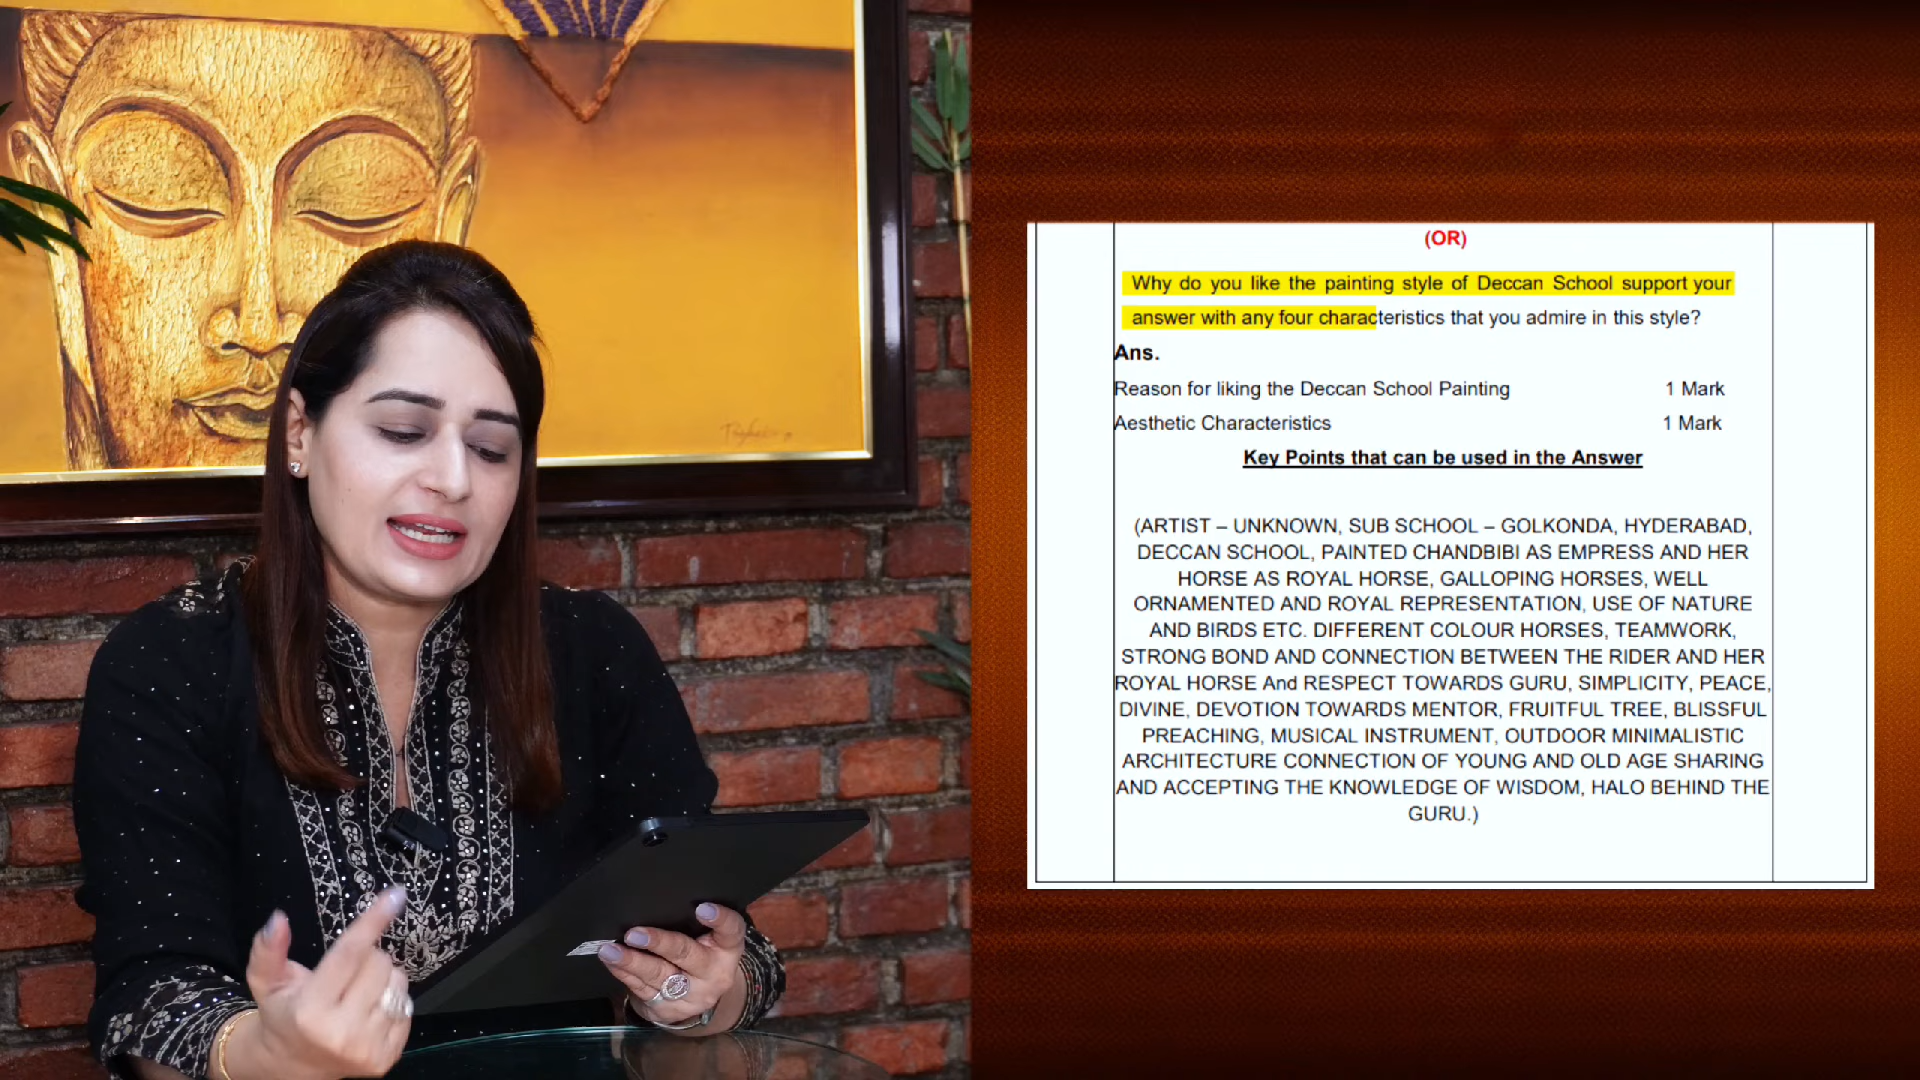 (OR)
Why do you like the painting style of Deccan School support your
answer with any four characteristics that you admire in this style?
Ans.
Reason for liking the Deccan School Painting 1 Mark
Aesthetic Characteristics 1 Mark
Key Points that can be used in the Answer
(ARTIST – UNKNOWN, SUB SCHOOL – GOLKONDA, HYDERABAD,
DECCAN SCHOOL, PAINTED CHANDBIBI AS EMPRESS AND HER
HORSE AS ROYAL HORSE, GALLOPING HORSES, WELL
ORNAMENTED AND ROYAL REPRESENTATION, USE OF NATURE
AND BIRDS ETC. DIFFERENT COLOUR HORSES, TEAMWORK,
STRONG BOND AND CONNECTION BETWEEN THE RIDER AND HER
ROYAL HORSE And RESPECT TOWARDS GURU, SIMPLICITY, PEACE,
DIVINE, DEVOTION TOWARDS MENTOR, FRUITFUL TREE, BLISSFUL
PREACHING, MUSICAL INSTRUMENT, OUTDOOR MINIMALISTIC
ARCHITECTURE CONNECTION OF YOUNG AND OLD AGE SHARING
AND ACCEPTING THE KNOWLEDGE OF WISDOM, HALO BEHIND THE
GURU.)